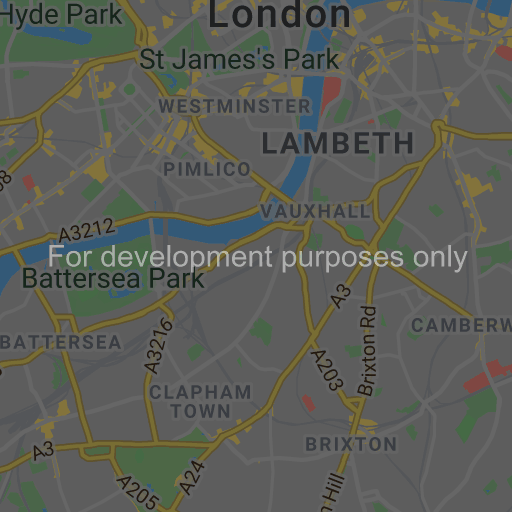 London
Hyde Park
St James's Park
WESTMINSTER
LAMBETH
PIMLICO
VAUXHALL
A3212
For development purposes only
Battersea Park
A3
CAMBERW
Brixton Rd
BATTERSEA
A3216
A203
CLAPHAM
TOWN
BRIXTON
A3
A24
A205
Hill